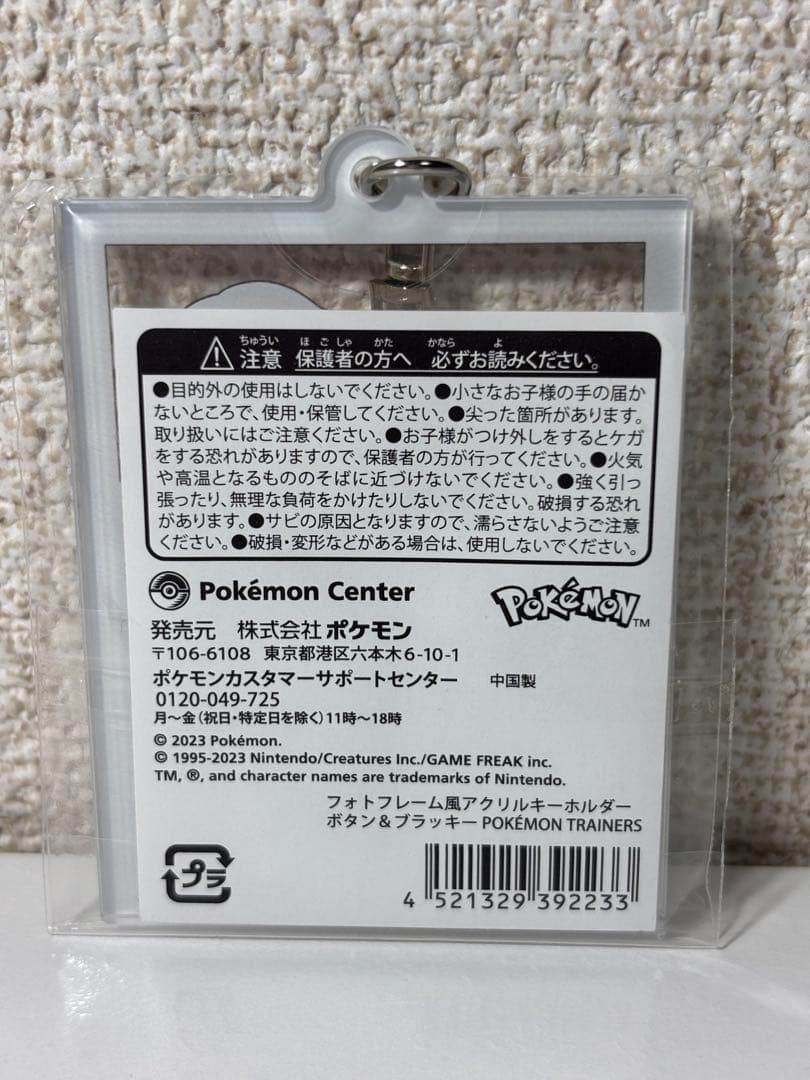 ちゅうい ほごしゃ かた かなら よ
注意 保護者の方へ 必ずお読みください。
●目的外の使用はしないでください。●小さなお子様の手の届か
ないところで、使用・保管してください。●尖った箇所があります。
取り扱いにはご注意ください。●お子様がつけ外しをするとケガ
をする恐れがありますので、保護者の方が行ってください。●火気
や高温となるもののそばに近づけないでください。●強く引っ
張ったり、無理な負荷をかけたりしないでください。破損する恐れ
があります。●サビの原因となりますので、濡らさないようご注意
ください。●破損・変形などがある場合は、使用しないでください。
Pokémon Center
POKéMON TM
発売元 株式会社ポケモン
〒106-6108 東京都港区六本木6-10-1
ポケモンカスタマーサポートセンター 中国製
0120-049-725
月〜金(祝日・特定日を除く)11時〜18時
© 2023 Pokémon.
© 1995-2023 Nintendo/Creatures Inc./GAME FREAK inc.
TM, ®, and character names are trademarks of Nintendo.
フォトフレーム風アクリルキーホルダー
ボタン&ブラッキー POKÉMON TRAINERS
プラ
4 521329 392233